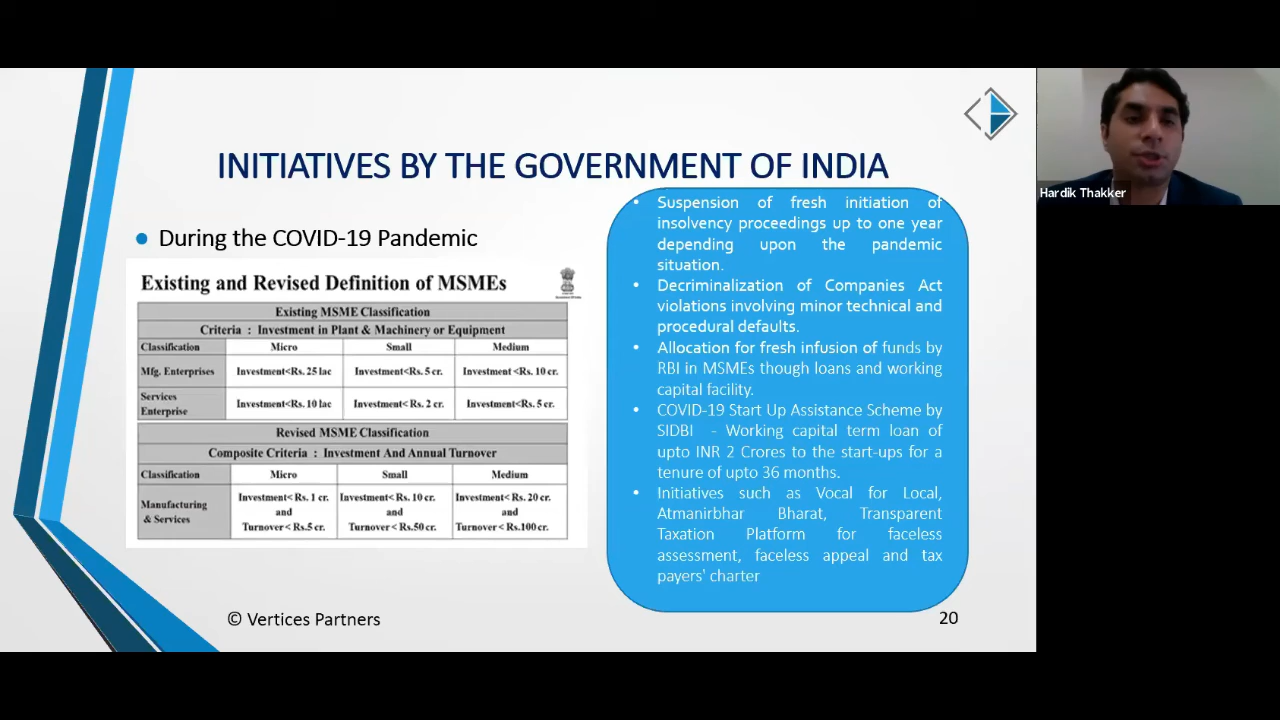 INITIATIVES BY THE GOVERNMENT OF INDIA
During the COVID-19 Pandemic
Existing and Revised Definition of MSMEs
Existing MSME Classification
Criteria : Investment in Plant & Machinery or Equipment
Classification Micro Small Medium
Mfg. Enterprises Investment<Rs. 25 lac Investment<Rs. 5 cr. Investment <Rs. 10 cr.
Services Enterprise Investment<Rs. 10 lac Investment< Rs. 2 cr. Investment<Rs. 5 cr.
Revised MSME Classification
Composite Criteria : Investment And Annual Turnover
Classification Micro Small Medium
Manufacturing & Services Investment< Rs. 1 cr. and Turnover < Rs.5 cr. Investment< Rs. 10 cr. and Turnover < Rs.50 cr. Investment< Rs. 20 cr. and Turnover < Rs.100 cr.
• Suspension of fresh initiation of
insolvency proceedings up to one year
depending upon the pandemic
situation.
• Decriminalization of Companies Act
violations involving minor technical and
procedural defaults.
• Allocation for fresh infusion of funds by
RBI in MSMEs though loans and working
capital facility.
• COVID-19 Start Up Assistance Scheme by
SIDBI - Working capital term loan of
upto INR 2 Crores to the start-ups for a
tenure of upto 36 months.
• Initiatives such as Vocal for Local,
Atmanirbhar Bharat, Transparent
Taxation Platform for faceless
assessment, faceless appeal and tax
payers' charter
© Vertices Partners
20
Hardik Thakker